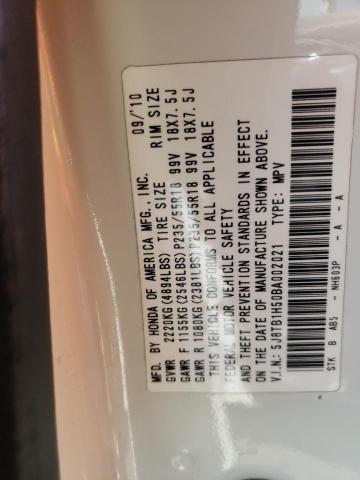 MFD. BY HONDA OF AMERICA MFG., INC. 09/'10
GVWR 2220KG(4894LBS) TIRE SIZE RIM SIZE
GAWR F 1155KG(2546LBS)P235/55R18 99V 18X7.5J
GAWR R 1080KG(2381LBS)P235/55R18 99V 18X7.5J
THIS VEHICLE CONFORMS TO ALL APPLICABLE
FEDERAL MOTOR VEHICLE SAFETY
AND THEFT PREVENTION STANDARDS IN EFFECT
ON THE DATE OF MANUFACTURE SHOWN ABOVE.
V.I.N.: 5J8TB1H50BA002021 TYPE: MPV
STK B AB5 - NH603P - A - A